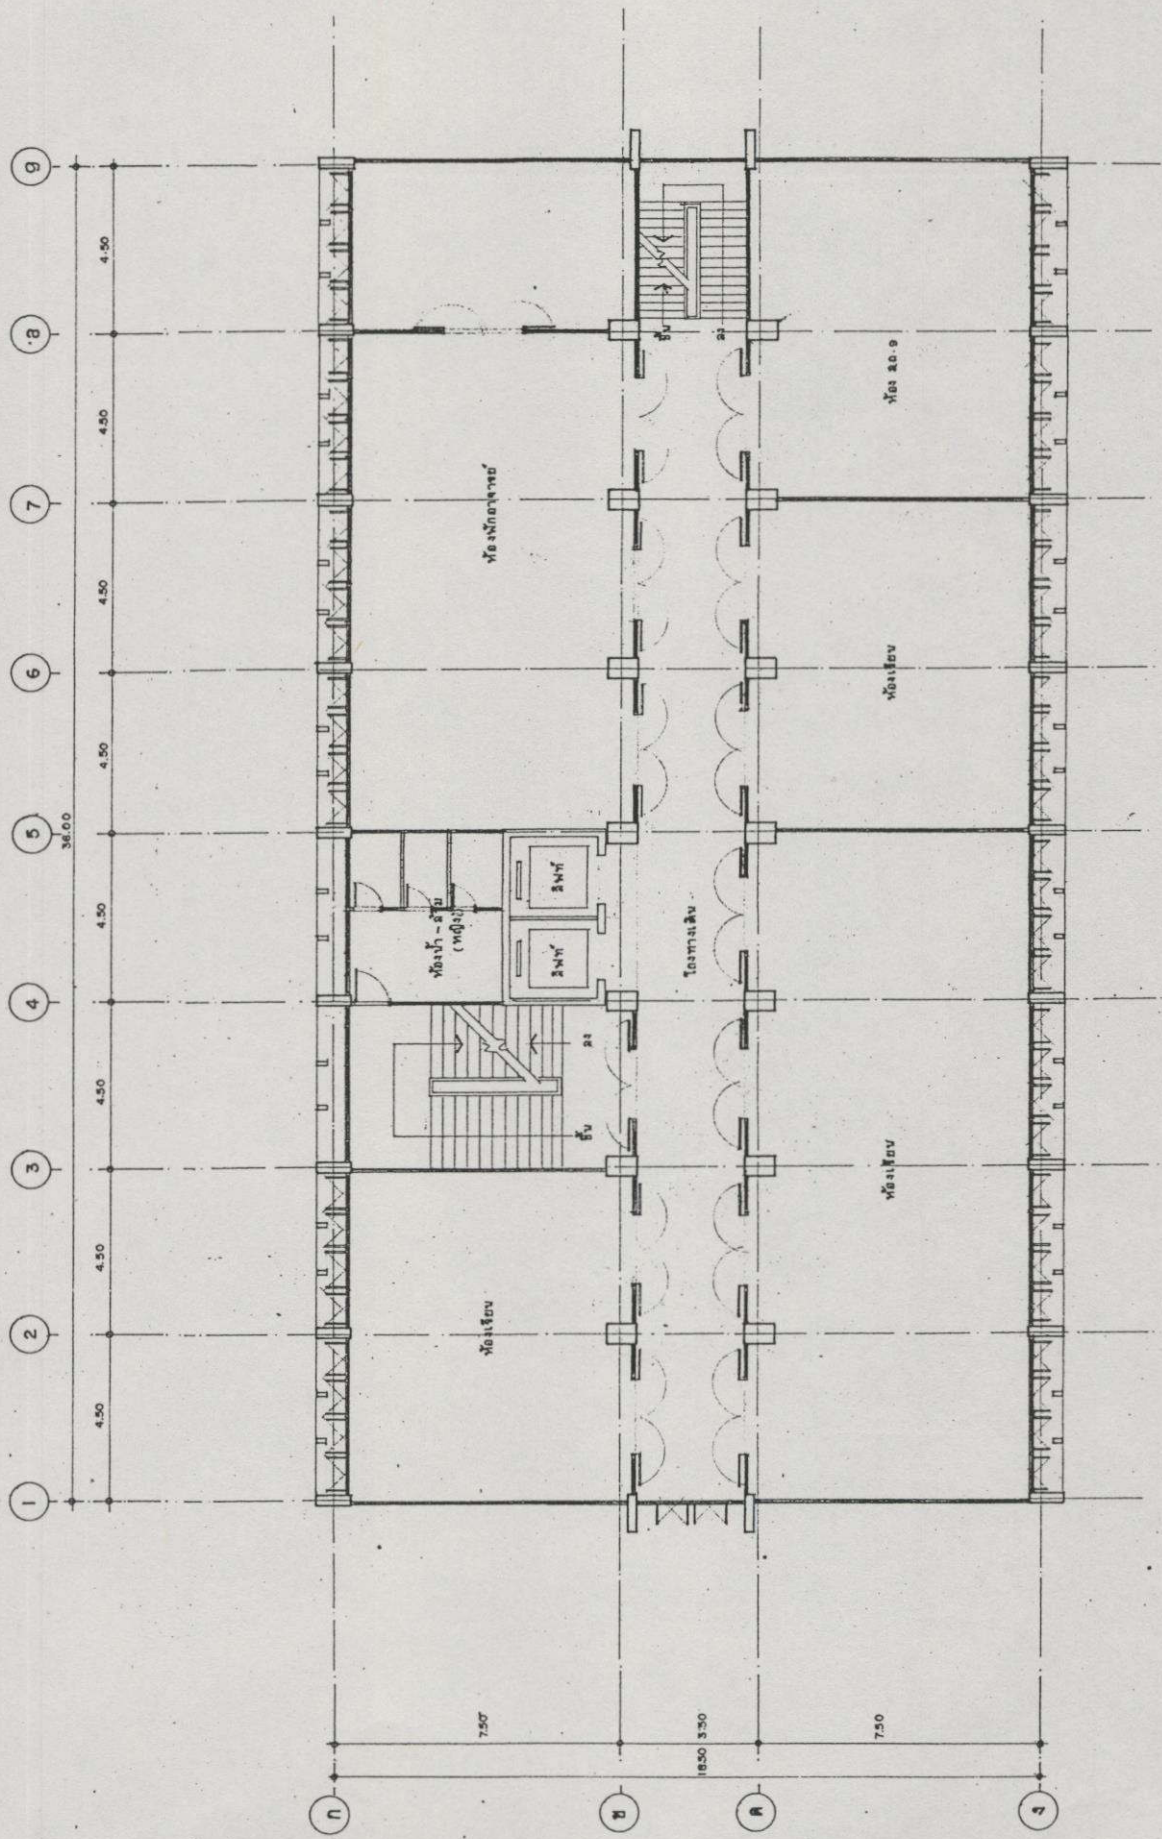 9
8
7
6
5
4
3
2
1
36.00
4.50
4.50
4.50
4.50
4.50
4.50
4.50
4.50
ห้องพักอาจารย์
ห้องน้ำ - ส้วม
(หญิง)
ลิฟท์
ลิฟท์
ขึ้น
ลง
ห้องเรียน
ขึ้น
ลง
โถงทางเดิน
ห้องเรียน
ห้องเรียน
7.50
3.50
7.50
18.50
ก
ข
ค
ง